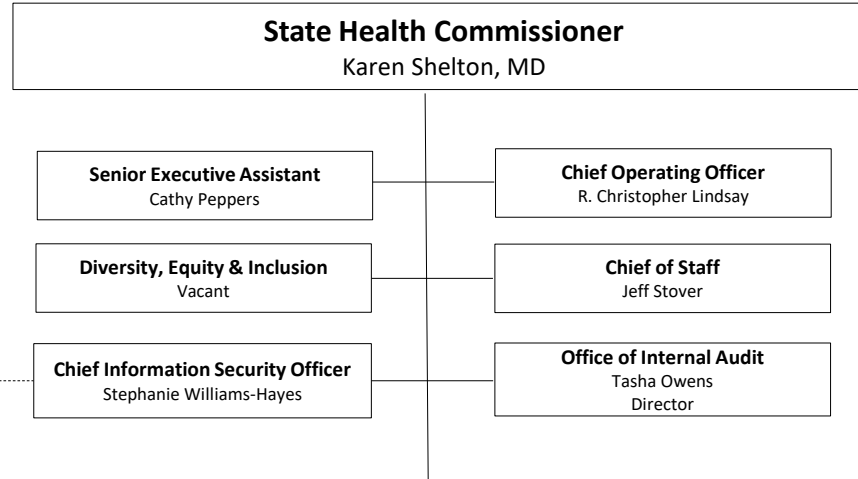 State Health Commissioner
Karen Shelton, MD
Senior Executive Assistant
Cathy Peppers
Chief Operating Officer
R. Christopher Lindsay
Diversity, Equity & Inclusion
Vacant
Chief of Staff
Jeff Stover
Chief Information Security Officer
Stephanie Williams-Hayes
Office of Internal Audit
Tasha Owens
Director